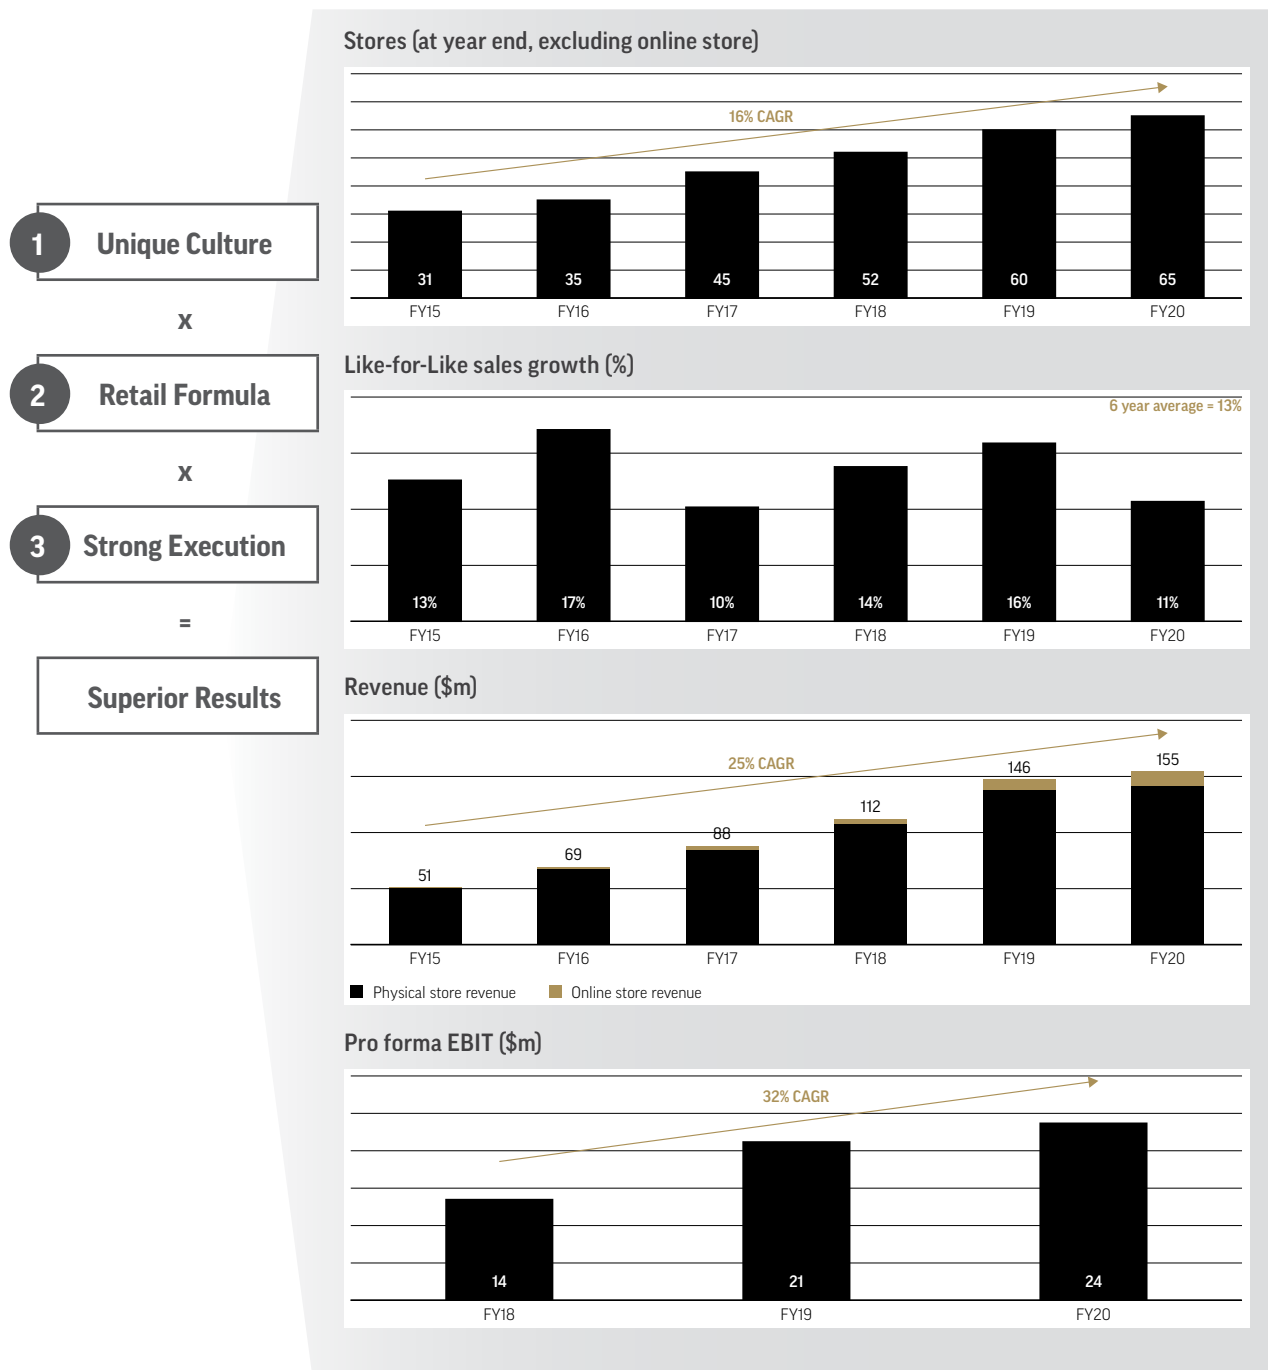 1
Unique Culture
x
2
Retail Formula
x
3
Strong Execution
=
Superior Results
Stores (at year end, excluding online store)
16% CAGR
31 35 45 52 60 65
FY15 FY16 FY17 FY18 FY19 FY20
Like-for-Like sales growth (%)
6 year average = 13%
13% 17% 10% 14% 16% 11%
FY15 FY16 FY17 FY18 FY19 FY20
Revenue ($m)
25% CAGR
51 69 88 112 146 155
FY15 FY16 FY17 FY18 FY19 FY20
Physical store revenue Online store revenue
Pro forma EBIT ($m)
32% CAGR
14 21 24
FY18 FY19 FY20